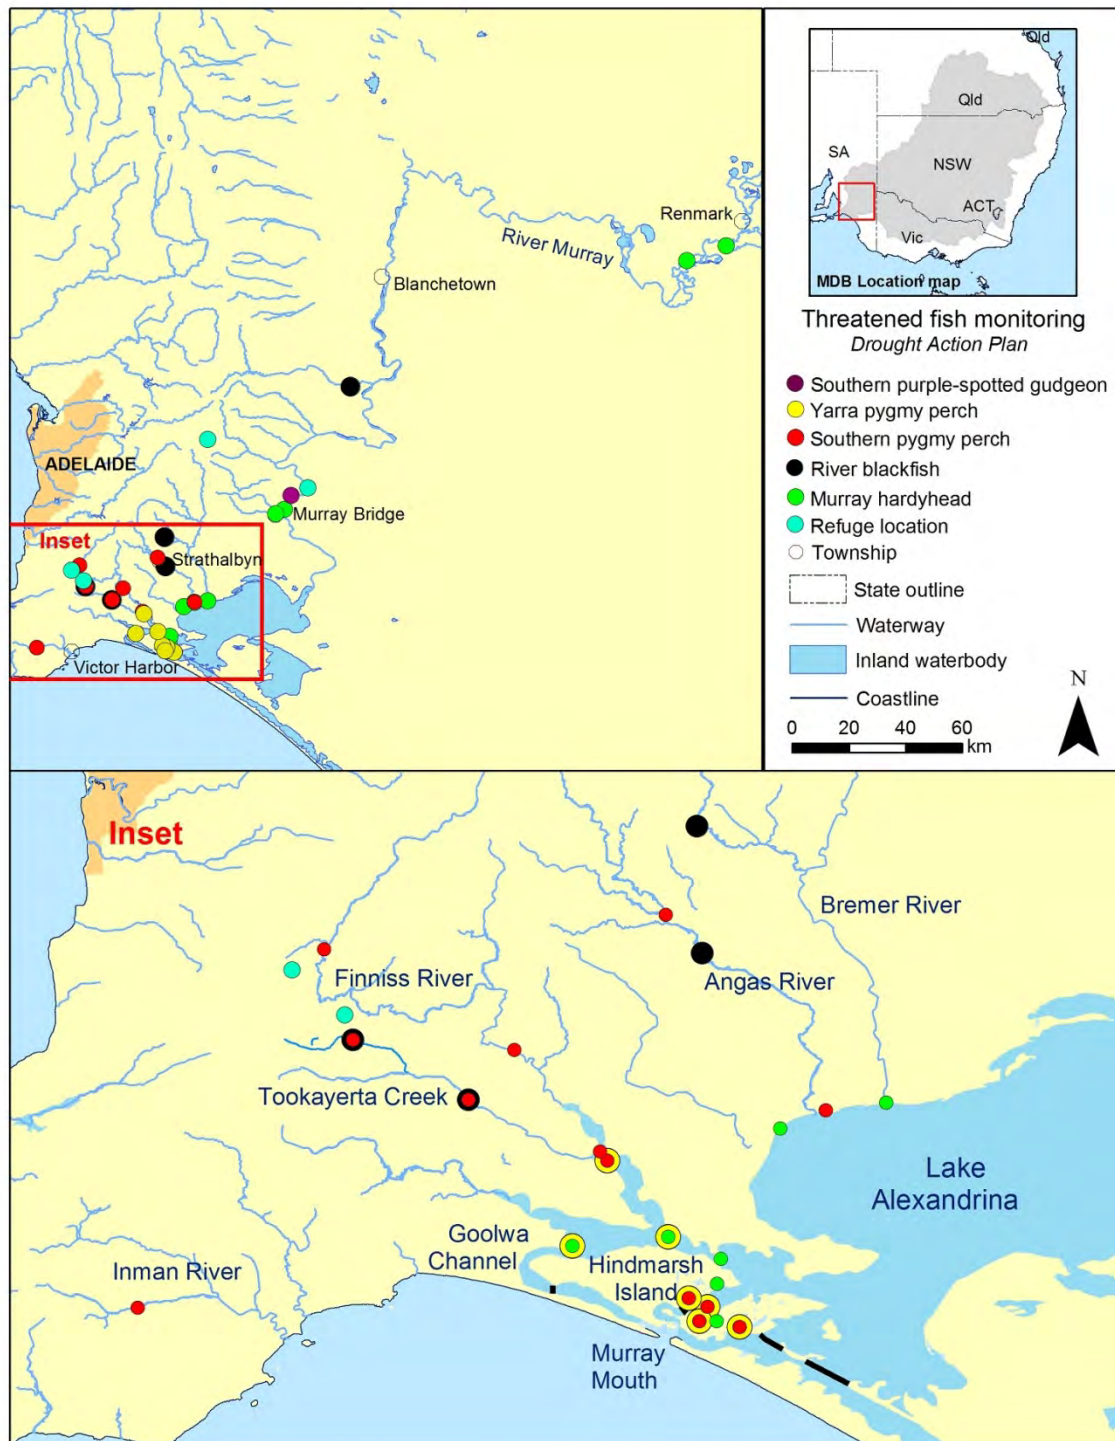 Renmark
River Murray
Blanchetown
ADELAIDE
Murray Bridge
Inset
Strathalbyn
Victor Harbor
Qld
Qld
SA
NSW
ACT
Vic
MDB Location map
Threatened fish monitoring
Drought Action Plan
Southern purple-spotted gudgeon
Yarra pygmy perch
Southern pygmy perch
River blackfish
Murray hardyhead
Refuge location
Township
State outline
Waterway
Inland waterbody
Coastline
N
0 20 40 60
km
Inset
Bremer River
Finniss River
Angas River
Tookayerta Creek
Lake
Alexandrina
Goolwa
Channel
Hindmarsh
Island
Inman River
Murray
Mouth